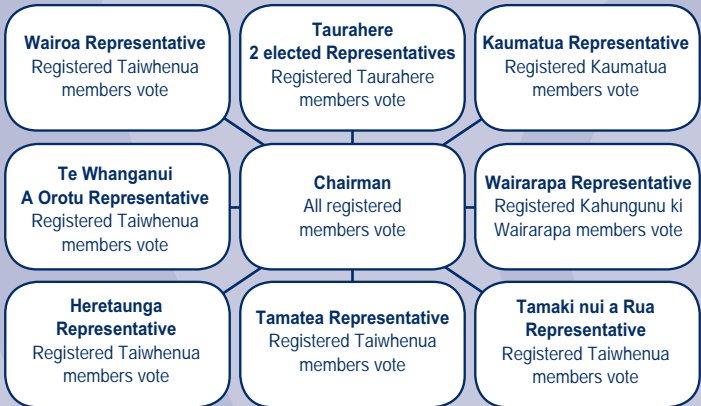 Wairoa Representative
Registered Taiwhenua
members vote
Taurahere
2 elected Representatives
Registered Taurahere
members vote
Kaumatua Representative
Registered Kaumatua
members vote
Te Whanganui
A Orotu Representative
Registered Taiwhenua
members vote
Chairman
All registered
members vote
Wairarapa Representative
Registered Kahungunu ki
Wairarapa members vote
Heretaunga
Representative
Registered Taiwhenua
members vote
Tamatea Representative
Registered Taiwhenua
members vote
Tamaki nui a Rua
Representative
Registered Taiwhenua
members vote